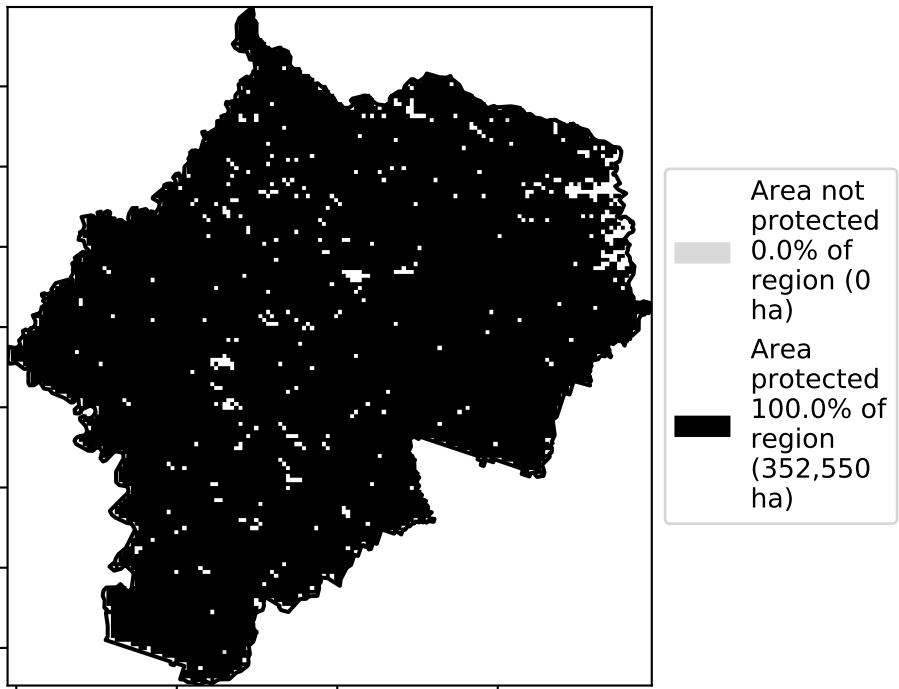 Area not
protected
0.0% of
region (0
ha)
Area
protected
100.0% of
region
(352,550
ha)